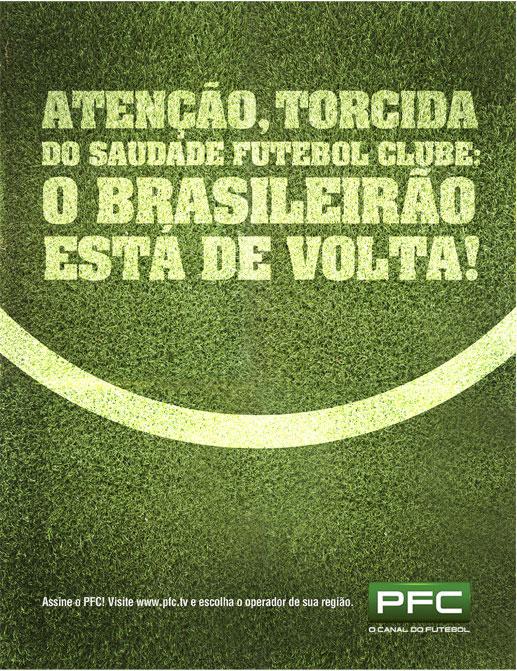 ATENÇÃO, TORCIDA
DO SAUDADE FUTEBOL CLUBE:
O BRASILEIRÃO
ESTÁ DE VOLTA!
Assine o PFC! Visite www.pfc.tv e escolha o operador de sua região.
PFC
O CANAL DO FUTEBOL